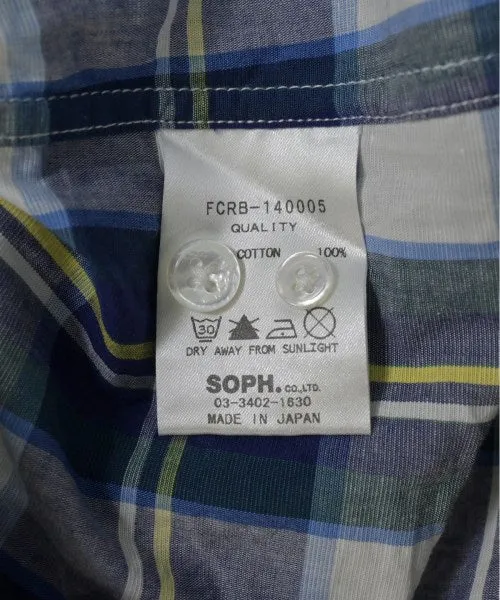 FCRB-140005
QUALITY
COTTON 100%
30
DRY AWAY FROM SUNLIGHT
SOPH. CO.,LTD.
03-3402-1630
MADE IN JAPAN